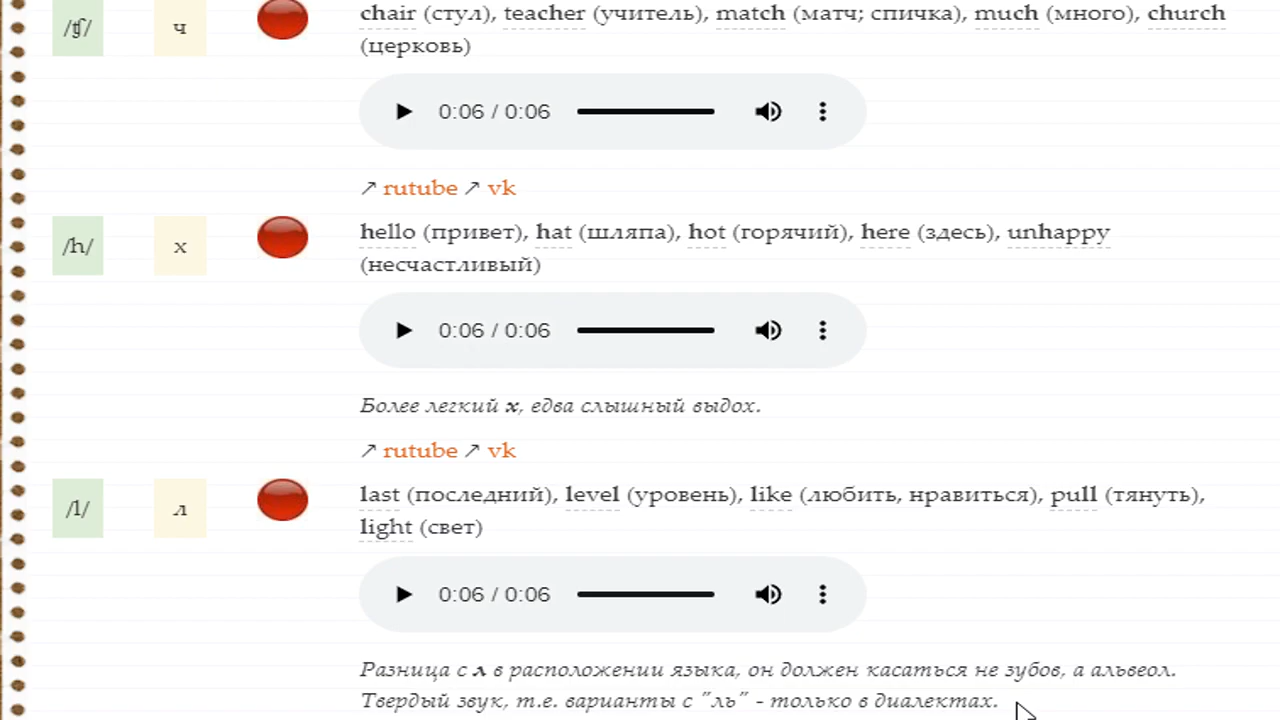 /ʧ/ ч chair (стул), teacher (учитель), match (матч; спичка), much (много), church
(церковь)
0:06 / 0:06
↗ rutube ↗ vk
/h/ х hello (привет), hat (шляпа), hot (горячий), here (здесь), unhappy
(несчастливый)
0:06 / 0:06
Более легкий х, едва слышный выдох.
↗ rutube ↗ vk
/l/ л last (последний), level (уровень), like (любить, нравиться), pull (тянуть),
light (свет)
0:06 / 0:06
Разница с л в расположении языка, он должен касаться не зубов, а альвеол.
Твердый звук, т.е. варианты с "ль" - только в диалектах.